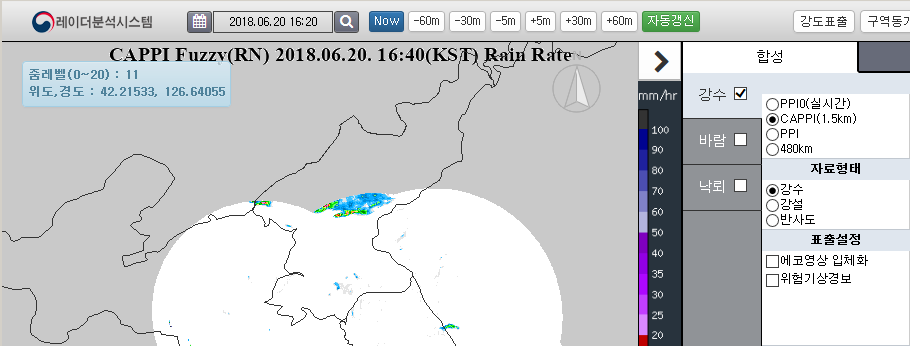 레이더분석시스템
2018.06.20 16:20
Now -60m -30m -5m +5m +30m +60m 자동갱신
강도표출
CAPPI Fuzzy(RN) 2018.06.20. 16:40(KST) Rain Rate
줌레벨(0~20) : 11
위도,경도 : 42.21533, 126.64055
N
mm/hr
100
90
80
70
60
50
40
35
30
25
20
합성
강수
바람
낙뢰
PPI0(실시간)
CAPPI(1.5km)
PPI
480km
자료형태
강수
강설
반사도
표출설정
에코영상 입체화
위험기상경보